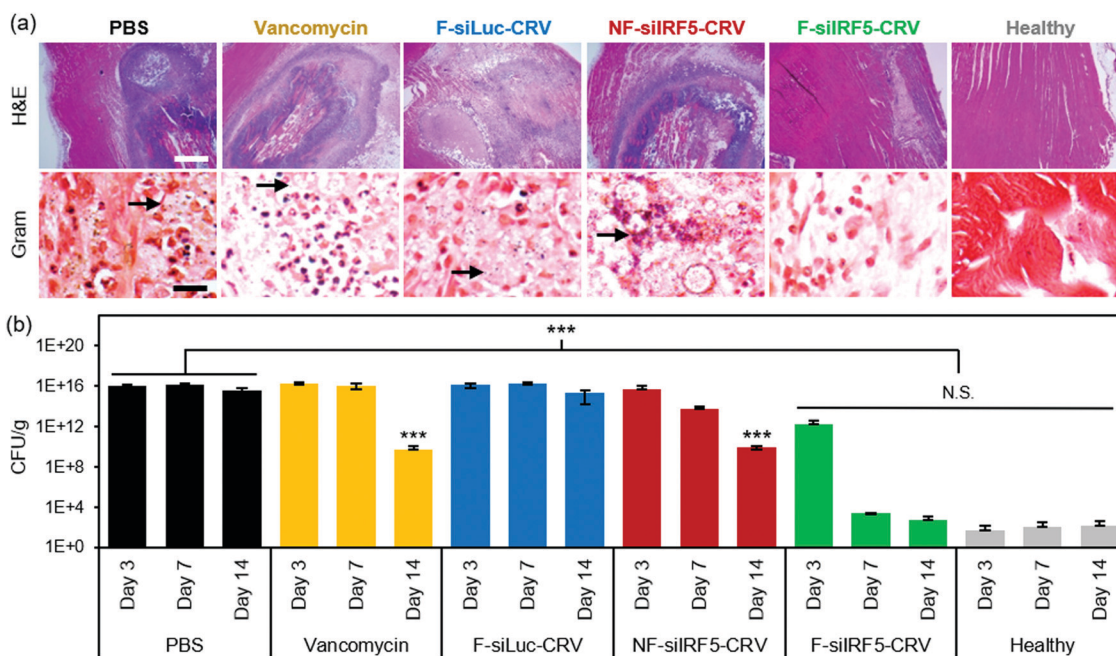 (a)
PBS Vancomycin F-siLuc-CRV NF-siIRF5-CRV F-siIRF5-CRV Healthy
H&E
Gram
(b)
***
1E+20
1E+16
1E+12
1E+8
1E+4
1E+0
CFU/g
***
***
N.S.
Day 3 Day 7 Day 14 Day 3 Day 7 Day 14 Day 3 Day 7 Day 14 Day 3 Day 7 Day 14 Day 3 Day 7 Day 14 Day 3 Day 7 Day 14
PBS Vancomycin F-siLuc-CRV NF-siIRF5-CRV F-siIRF5-CRV Healthy